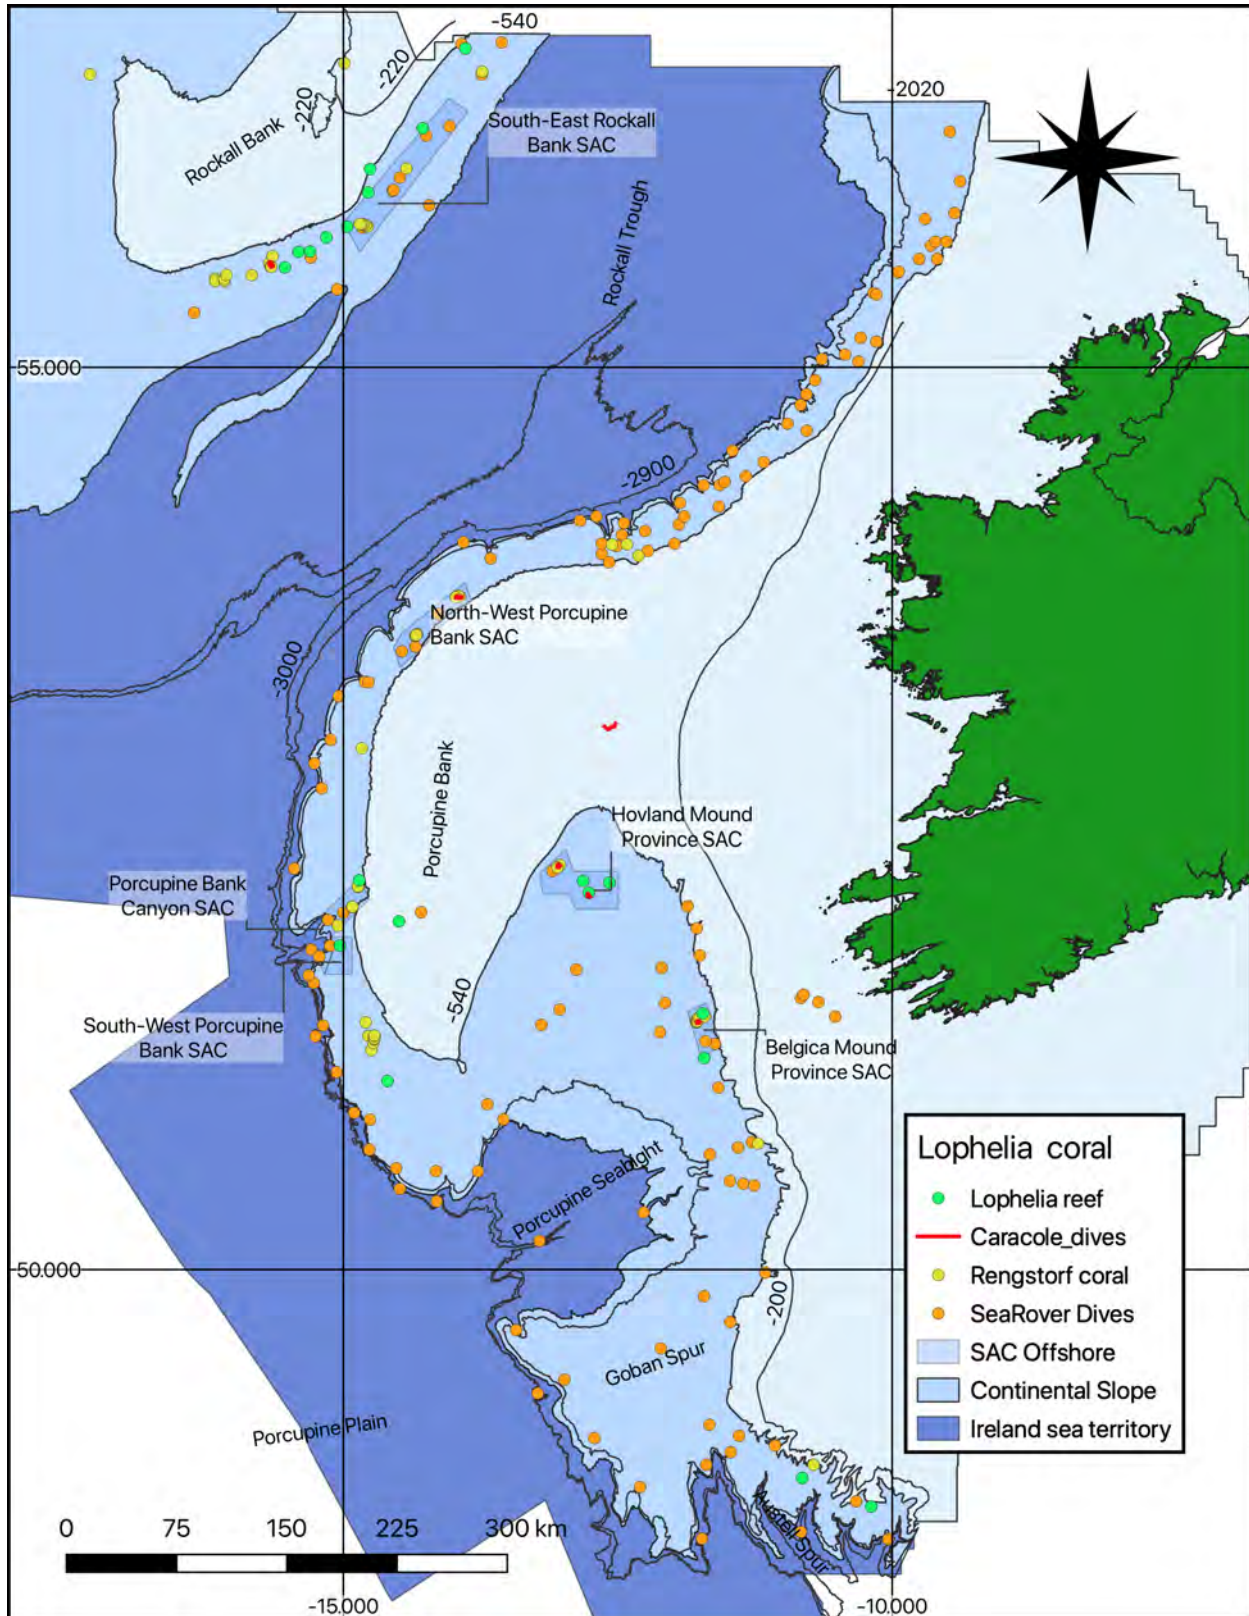 -540
-220
-220
-2020
Rockall Bank
South-East Rockall
Bank SAC
Rockall Trough
55.000
-2900
North-West Porcupine
Bank SAC
-3000
Porcupine Bank
Hovland Mound
Province SAC
Porcupine Bank
Canyon SAC
-540
South-West Porcupine
Bank SAC
Belgica Mound
Province SAC
Porcupine Seabight
50.000
-200
Goban Spur
Porcupine Plain
Austell Spur
Lophelia coral
Lophelia reef
Caracole_dives
Rengstorf coral
SeaRover Dives
SAC Offshore
Continental Slope
Ireland sea territory
0 75 150 225 300 km
-15.000
-10.000